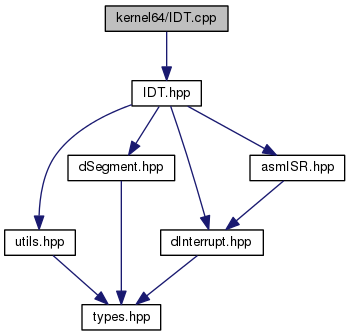 kernel64/IDT.cpp
IDT.hpp
dSegment.hpp
asmISR.hpp
utils.hpp
dInterrupt.hpp
types.hpp